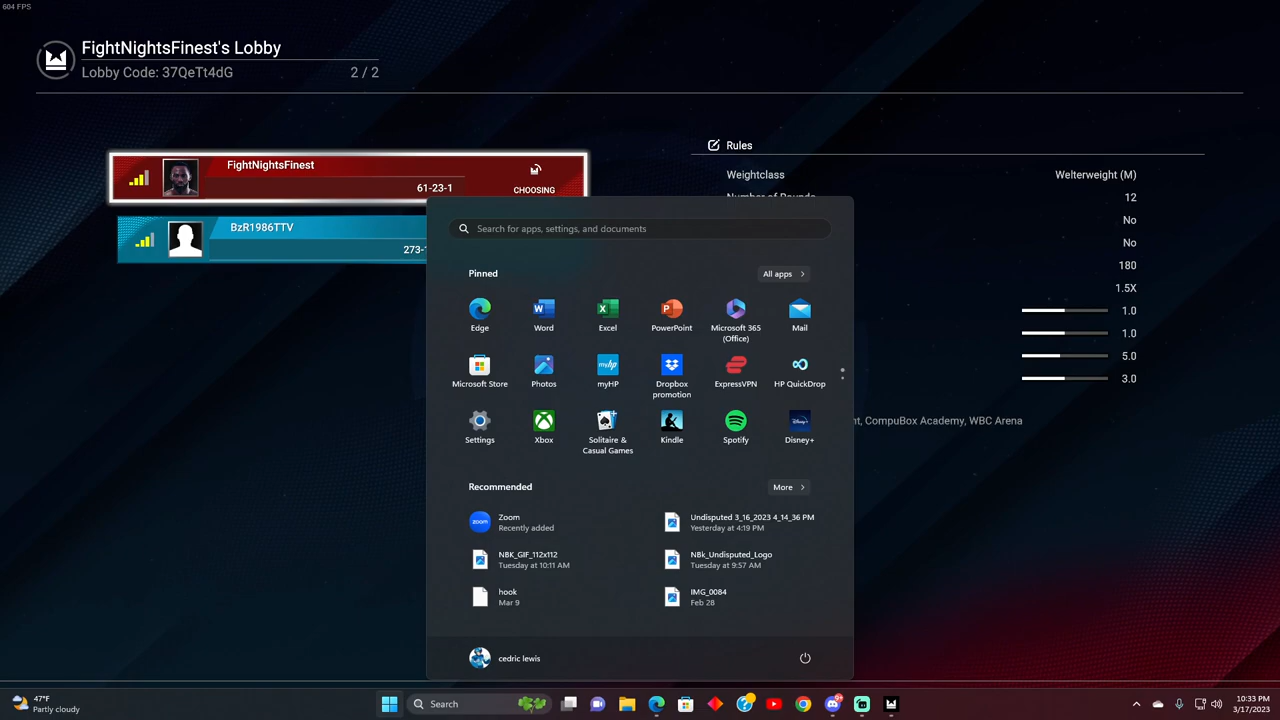 604 FPS
FightNightsFinest's Lobby
Lobby Code: 37QeTt4dG 2 / 2
FightNightsFinest
61-23-1
CHOOSING
BzR1986TTV
273-
Rules
Weightclass Welterweight (M)
Number of Rounds 12
No
No
180
1.5X
1.0
1.0
5.0
3.0
CompuBox Academy, WBC Arena
Search for apps, settings, and documents
Pinned
All apps
Edge
Word
Excel
PowerPoint
Microsoft 365
(Office)
Mail
Microsoft Store
Photos
myHP
Dropbox
promotion
ExpressVPN
HP QuickDrop
Settings
Xbox
Solitaire &
Casual Games
Kindle
Spotify
Disney+
Recommended
More
zoom
Zoom
Recently added
Undisputed 3_16_2023 4_14_36 PM
Yesterday at 4:19 PM
NBK_GIF_112x112
Tuesday at 10:11 AM
NBk_Undisputed_Logo
Tuesday at 9:57 AM
hook
Mar 9
IMG_0084
Feb 28
cedric lewis
47°F
Partly cloudy
Search
10:33 PM
3/17/2023